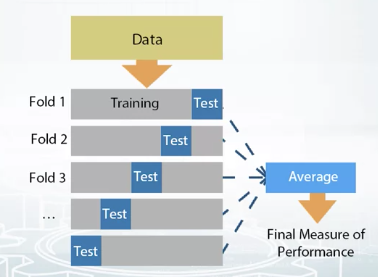 Data
Fold 1
Training
Test
Fold 2
Test
Fold 3
Test
Average
...
Test
Final Measure of
Performance
Test